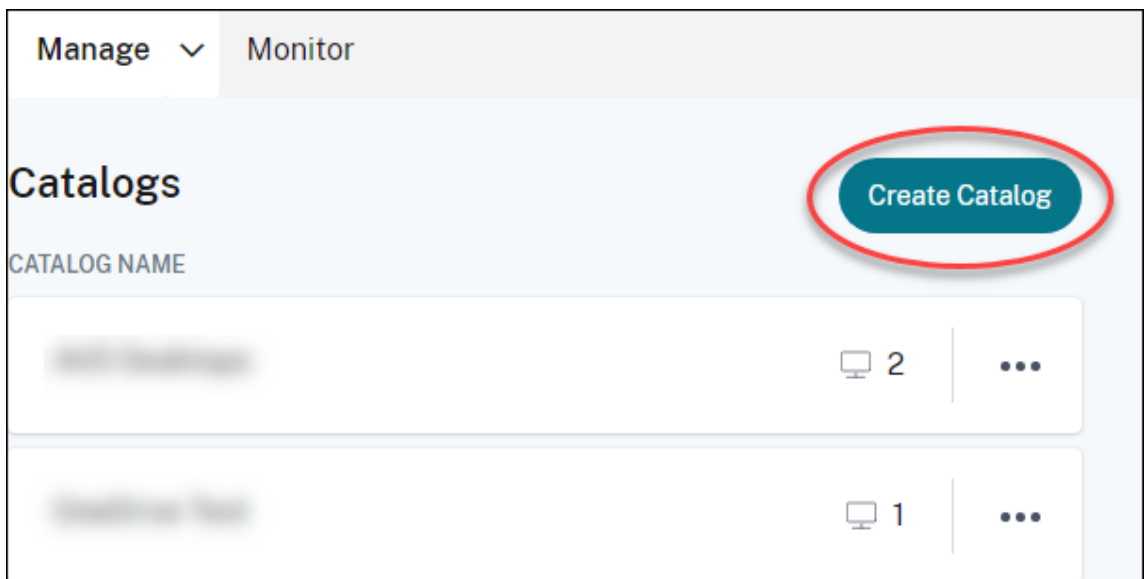 Manage Monitor
Catalogs
Create Catalog
CATALOG NAME
2
1